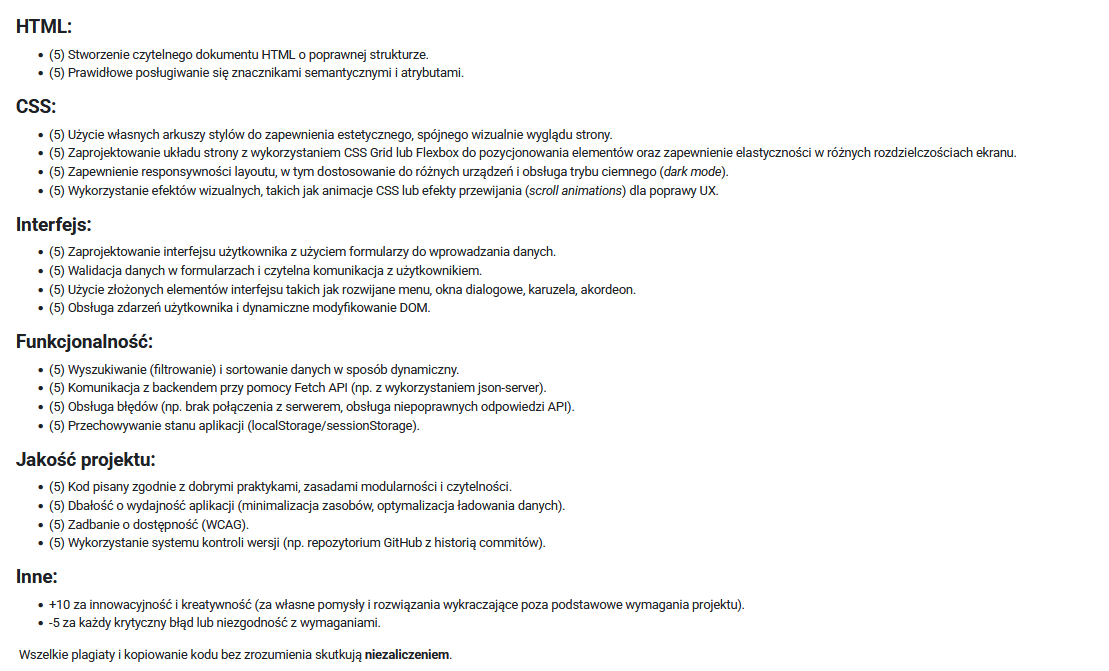 HTML:
• (5) Stworzenie czytelnego dokumentu HTML o poprawnej strukturze.
• (5) Prawidłowe posługiwanie się znacznikami semantycznymi i atrybutami.
CSS:
• (5) Użycie własnych arkuszy stylów do zapewnienia estetycznego, spójnego wizualnie wyglądu strony.
• (5) Zaprojektowanie układu strony z wykorzystaniem CSS Grid lub Flexbox do pozycjonowania elementów oraz zapewnienie elastyczności w różnych rozdzielczościach ekranu.
• (5) Zapewnienie responsywności layoutu, w tym dostosowanie do różnych urządzeń i obsługa trybu ciemnego (dark mode).
• (5) Wykorzystanie efektów wizualnych, takich jak animacje CSS lub efekty przewijania (scroll animations) dla poprawy UX.
Interfejs:
• (5) Zaprojektowanie interfejsu użytkownika z użyciem formularzy do wprowadzania danych.
• (5) Walidacja danych w formularzach i czytelna komunikacja z użytkownikiem.
• (5) Użycie złożonych elementów interfejsu takich jak rozwijane menu, okna dialogowe, karuzela, akordeon.
• (5) Obsługa zdarzeń użytkownika i dynamiczne modyfikowanie DOM.
Funkcjonalność:
• (5) Wyszukiwanie (filtrowanie) i sortowanie danych w sposób dynamiczny.
• (5) Komunikacja z backendem przy pomocy Fetch API (np. z wykorzystaniem json-server).
• (5) Obsługa błędów (np. brak połączenia z serwerem, obsługa niepoprawnych odpowiedzi API).
• (5) Przechowywanie stanu aplikacji (localStorage/sessionStorage).
Jakość projektu:
• (5) Kod pisany zgodnie z dobrymi praktykami, zasadami modularności i czytelności.
• (5) Dbałość o wydajność aplikacji (minimalizacja zasobów, optymalizacja ładowania danych).
• (5) Zadbanie o dostępność (WCAG).
• (5) Wykorzystanie systemu kontroli wersji (np. repozytorium GitHub z historią commitów).
Inne:
• +10 za innowacyjność i kreatywność (za własne pomysły i rozwiązania wykraczające poza podstawowe wymagania projektu).
• -5 za każdy krytyczny błąd lub niezgodność z wymaganiami.
Wszelkie plagiaty i kopiowanie kodu bez zrozumienia skutkują niezaliczeniem.